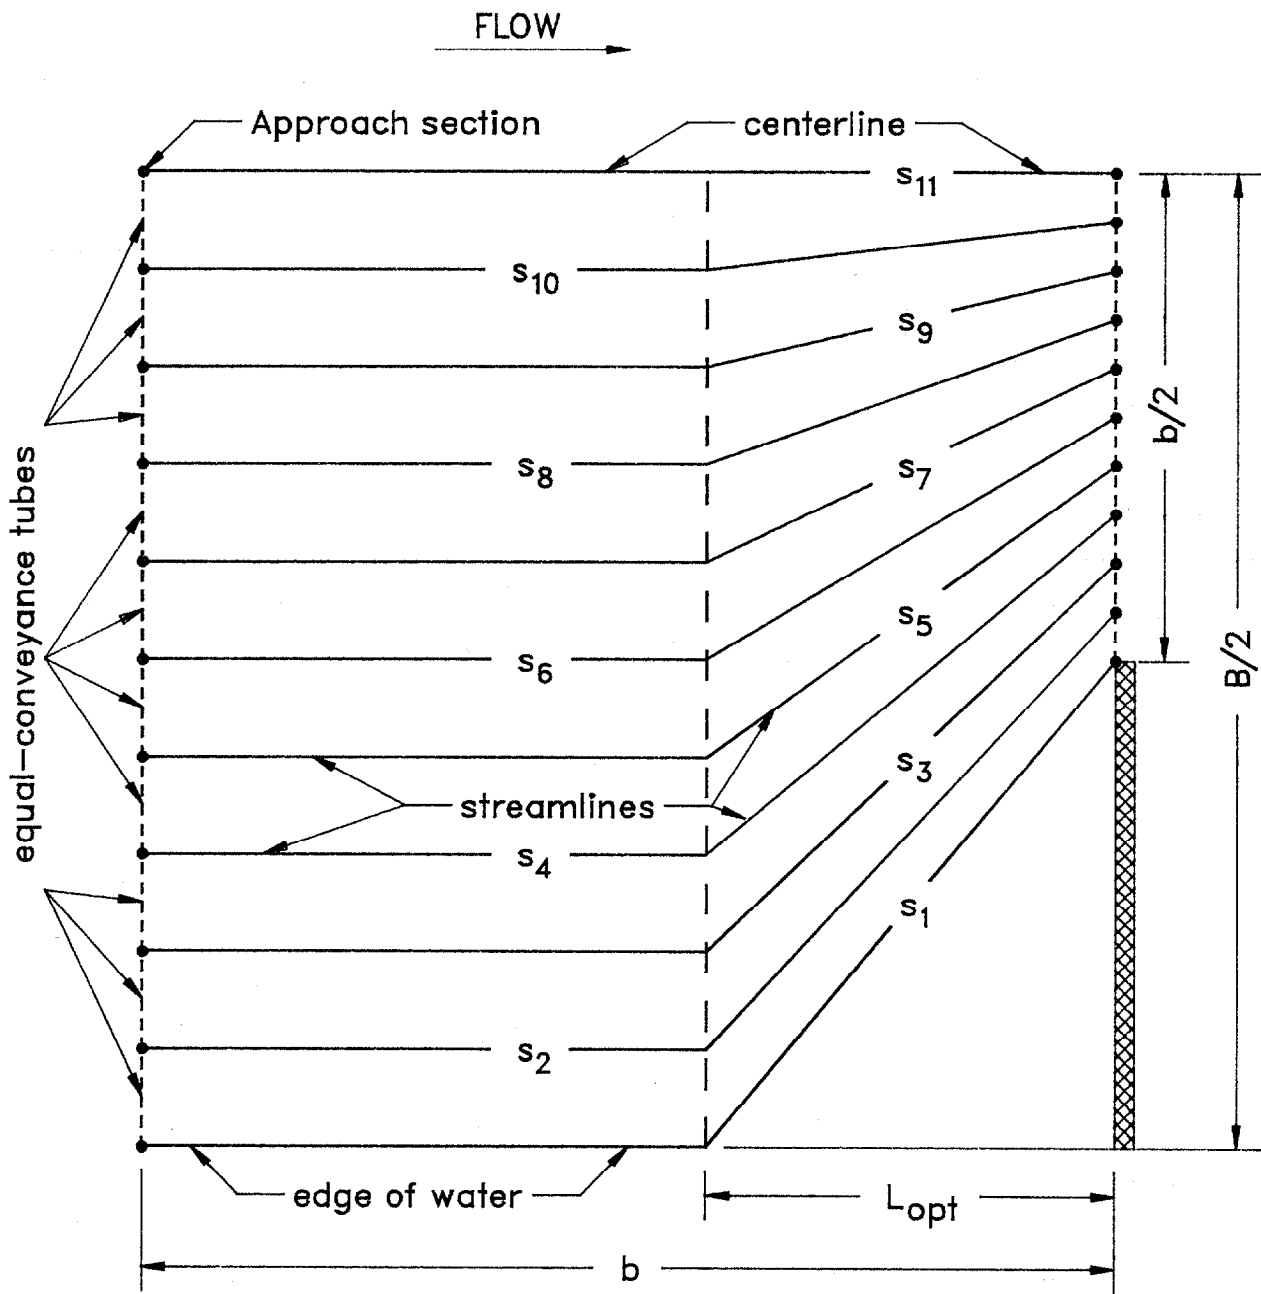 FLOW
Approach section
centerline
s11
s10
s9
s8
s7
s6
s5
s4
s3
s2
s1
b/2
B/2
equal-conveyance tubes
streamlines
edge of water
Lopt
b